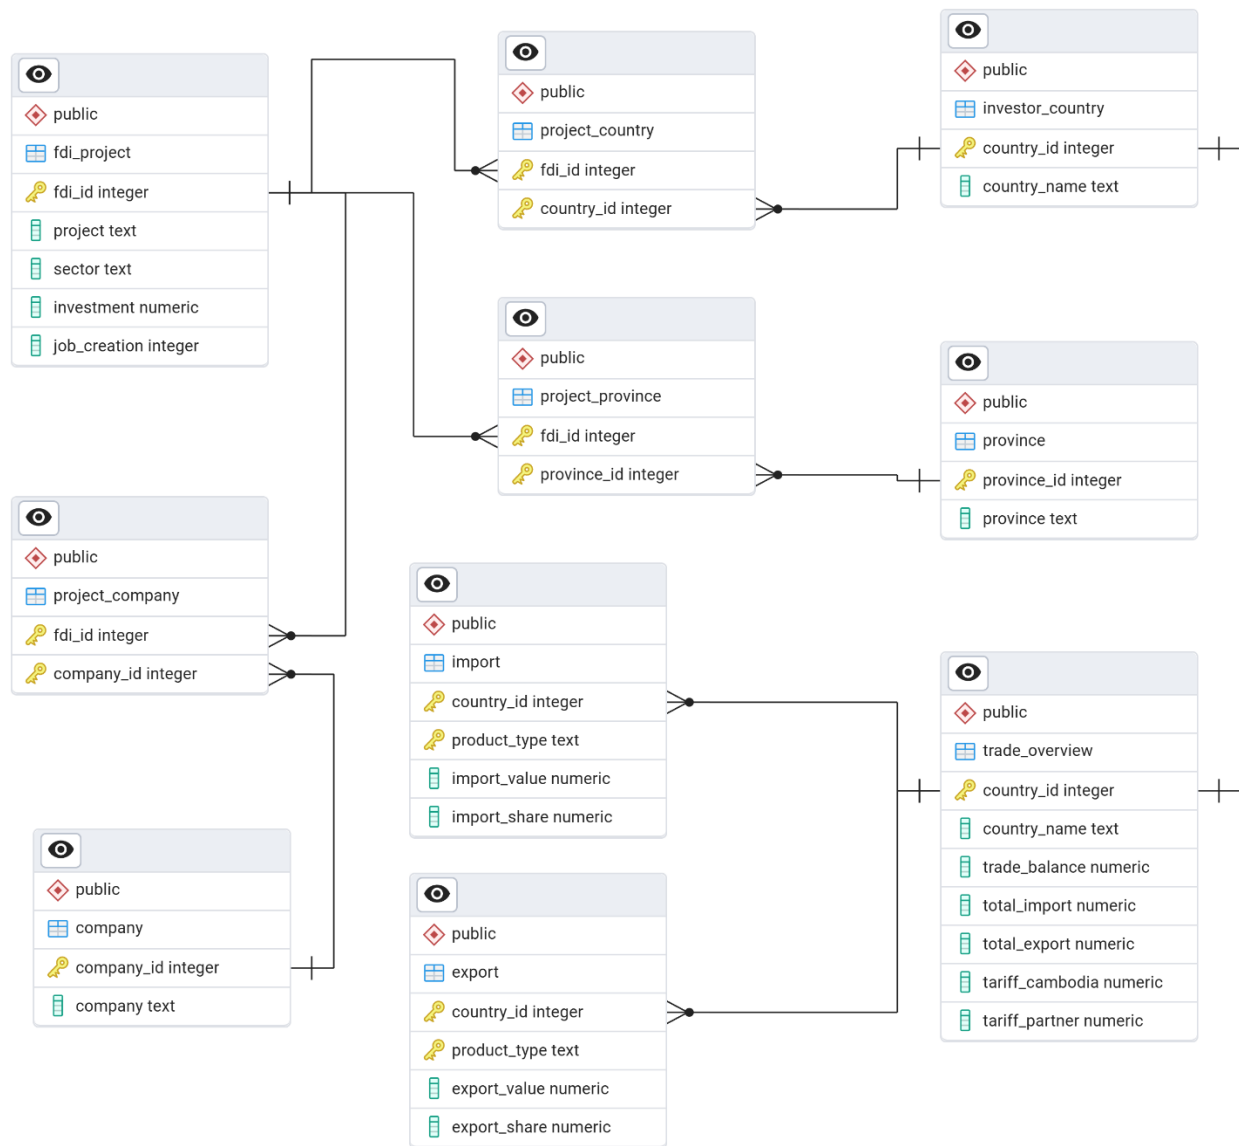 public
fdi_project
fdi_id integer
project text
sector text
investment numeric
job_creation integer
public
project_country
fdi_id integer
country_id integer
public
investor_country
country_id integer
country_name text
public
project_province
fdi_id integer
province_id integer
public
province
province_id integer
province text
public
project_company
fdi_id integer
company_id integer
public
import
country_id integer
product_type text
import_value numeric
import_share numeric
public
trade_overview
country_id integer
country_name text
trade_balance numeric
total_import numeric
total_export numeric
tariff_cambodia numeric
tariff_partner numeric
public
company
company_id integer
company text
public
export
country_id integer
product_type text
export_value numeric
export_share numeric